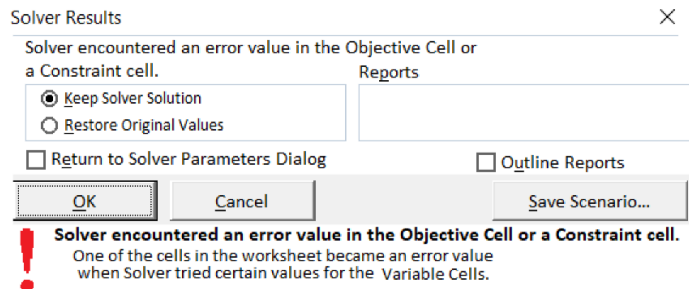 Solver Results
Solver encountered an error value in the Objective Cell or
a Constraint cell.
Reports
Keep Solver Solution
Restore Original Values
Return to Solver Parameters Dialog
Outline Reports
OK
Cancel
Save Scenario...
Solver encountered an error value in the Objective Cell or a Constraint cell.
One of the cells in the worksheet became an error value
when Solver tried certain values for the Variable Cells.